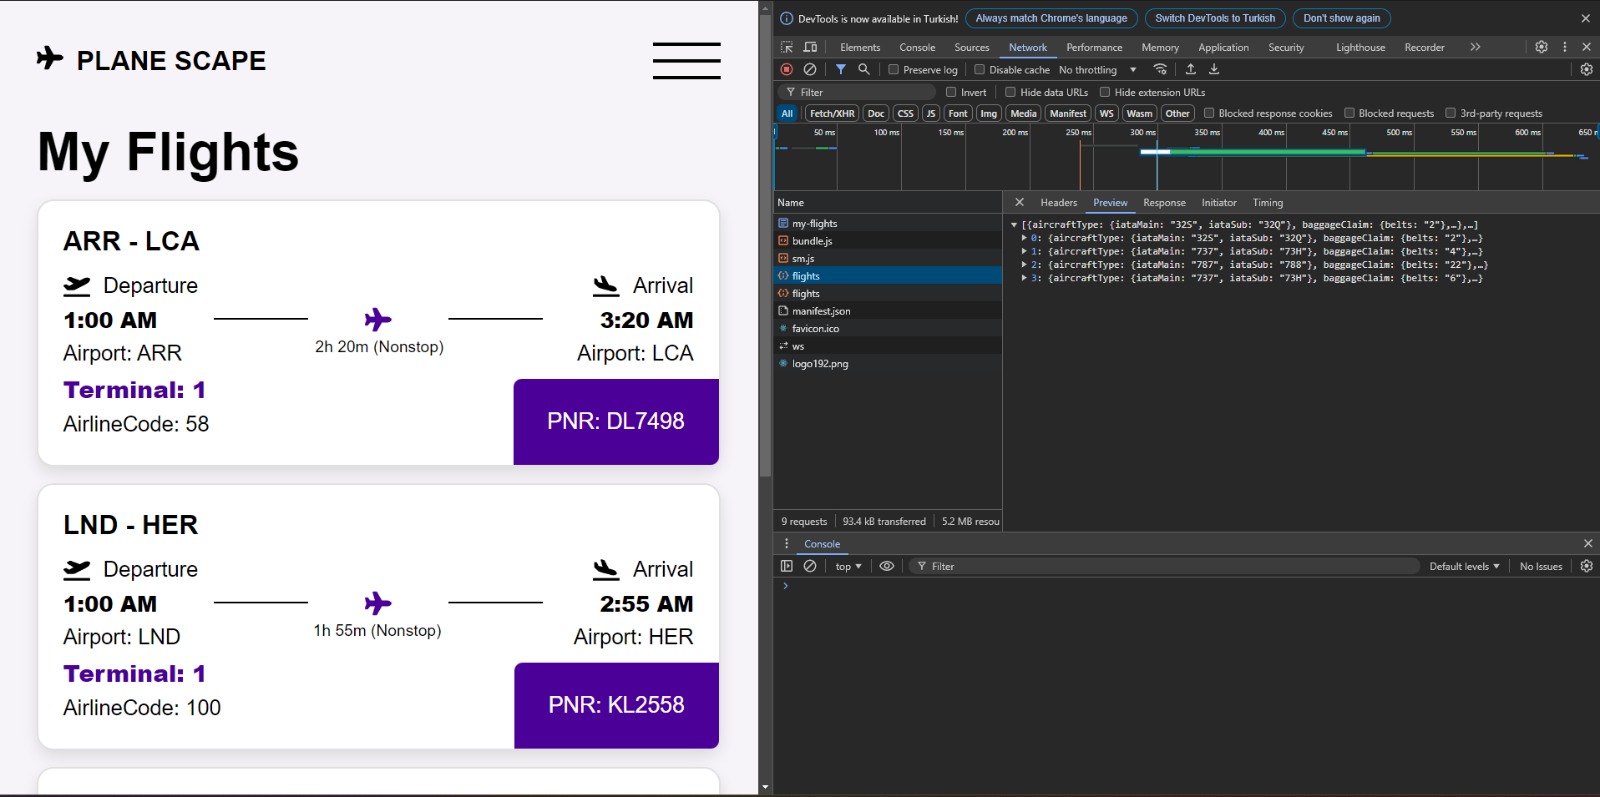 PLANE SCAPE
My Flights
ARR - LCA
Departure
Arrival
1:00 AM
3:20 AM
2h 20m (Nonstop)
Airport: ARR
Airport: LCA
Terminal: 1
AirlineCode: 58
PNR: DL7498
LND - HER
Departure
Arrival
1:00 AM
2:55 AM
1h 55m (Nonstop)
Airport: LND
Airport: HER
Terminal: 1
AirlineCode: 100
PNR: KL2558
DevTools is now available in Turkish! Always match Chrome's language Switch DevTools to Turkish Don't show again
Elements Console Sources Network Performance Memory Application Security Lighthouse Recorder
Preserve log Disable cache No throttling
Filter Invert Hide data URLs Hide extension URLs
All Fetch/XHR Doc CSS JS Font Img Media Manifest WS Wasm Other Blocked response cookies Blocked requests 3rd-party requests
50 ms 100 ms 150 ms 200 ms 250 ms 300 ms 350 ms 400 ms 450 ms 500 ms 550 ms 600 ms 650 r
Name
my-flights
bundle.js
sm.js
flights
flights
manifest.json
favicon.ico
ws
logo192.png
9 requests 93.4 kB transferred 5.2 MB resou
Headers Preview Response Initiator Timing
[{aircraftType: {iataMain: "32S", iataSub: "32Q"}, baggageClaim: {belts: "2"},…},…]
0: {aircraftType: {iataMain: "32S", iataSub: "32Q"}, baggageClaim: {belts: "2"},…}
1: {aircraftType: {iataMain: "737", iataSub: "73H"}, baggageClaim: {belts: "4"},…}
2: {aircraftType: {iataMain: "787", iataSub: "788"}, baggageClaim: {belts: "22"},…}
3: {aircraftType: {iataMain: "737", iataSub: "73H"}, baggageClaim: {belts: "6"},…}
Console
top Filter Default levels No Issues